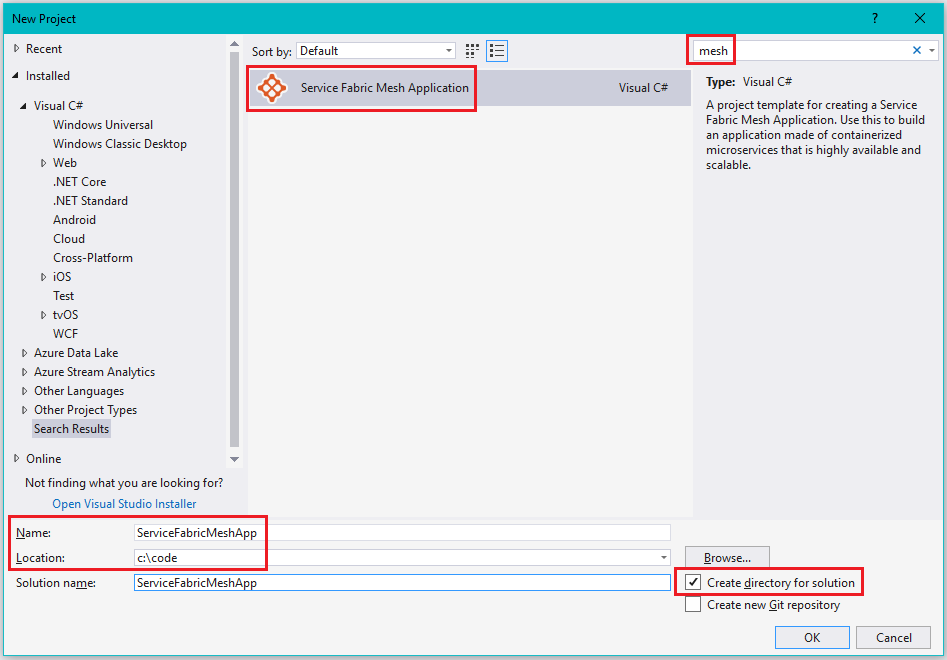 New Project
?
Recent
Installed
Visual C#
Windows Universal
Windows Classic Desktop
Web
.NET Core
.NET Standard
Android
Cloud
Cross-Platform
iOS
Test
tvOS
WCF
Azure Data Lake
Azure Stream Analytics
Other Languages
Other Project Types
Search Results
Online
Not finding what you are looking for?
Open Visual Studio Installer
Sort by: Default
Service Fabric Mesh Application Visual C#
mesh
Type: Visual C#
A project template for creating a Service
Fabric Mesh Application. Use this to build
an application made of containerized
microservices that is highly available and
scalable.
Name: ServiceFabricMeshApp
Location: c:\code
Browse...
Solution name: ServiceFabricMeshApp
Create directory for solution
Create new Git repository
OK Cancel